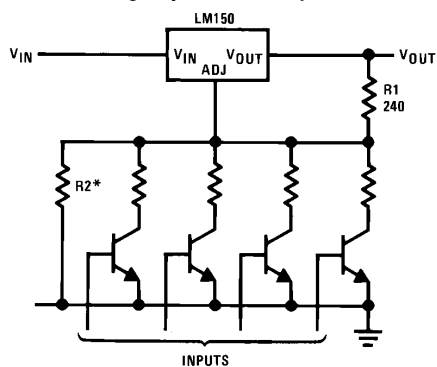 LM150
V_IN
V_IN
V_OUT
V_OUT
ADJ
R1
240
R2*
INPUTS